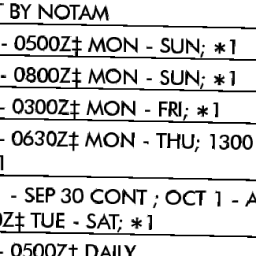 BY NOTAM
- 0500Z‡ MON - SUN; *1
- 0800Z‡ MON - SUN; *1
- 0300Z‡ MON - FRI; *1
- 0630Z‡ MON - THU; 1300
1
- SEP 30 CONT ; OCT 1 - A
0Z‡ TUE - SAT; *1
- 0500Z‡ DAILY